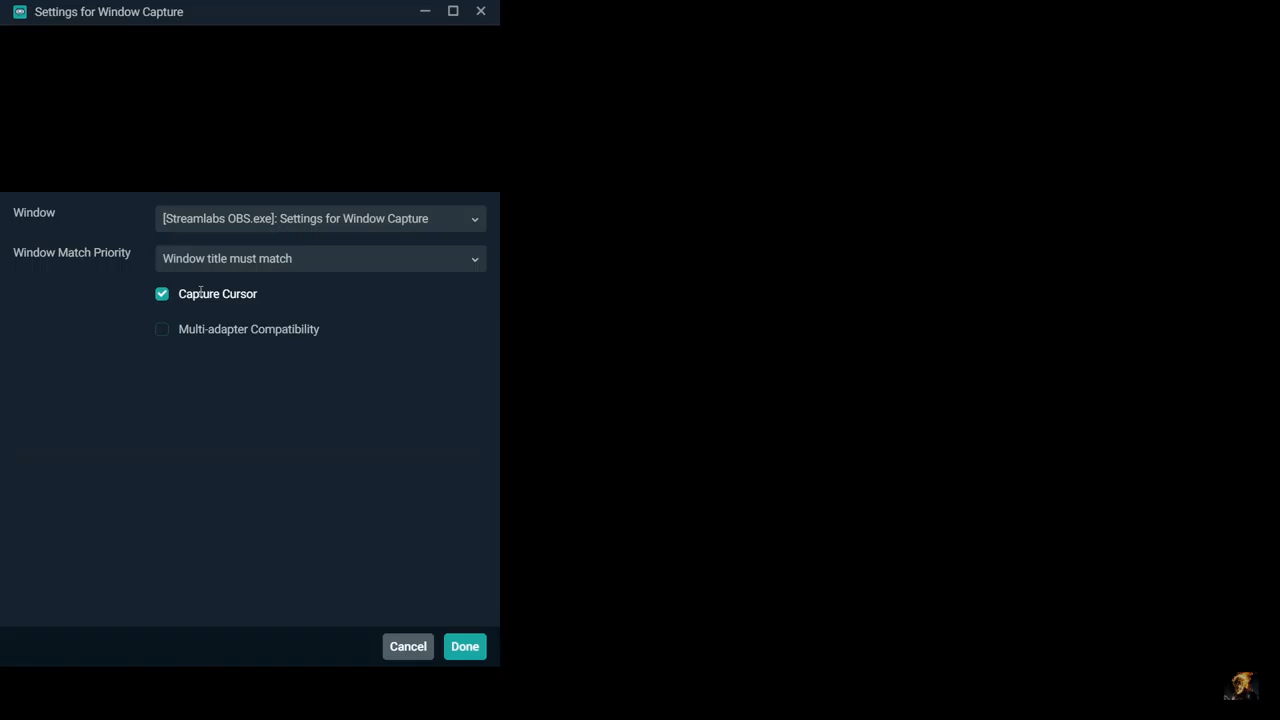 Settings for Window Capture
Window
[Streamlabs OBS.exe]: Settings for Window Capture
Window Match Priority
Window title must match
Capture Cursor
Multi-adapter Compatibility
Cancel Done